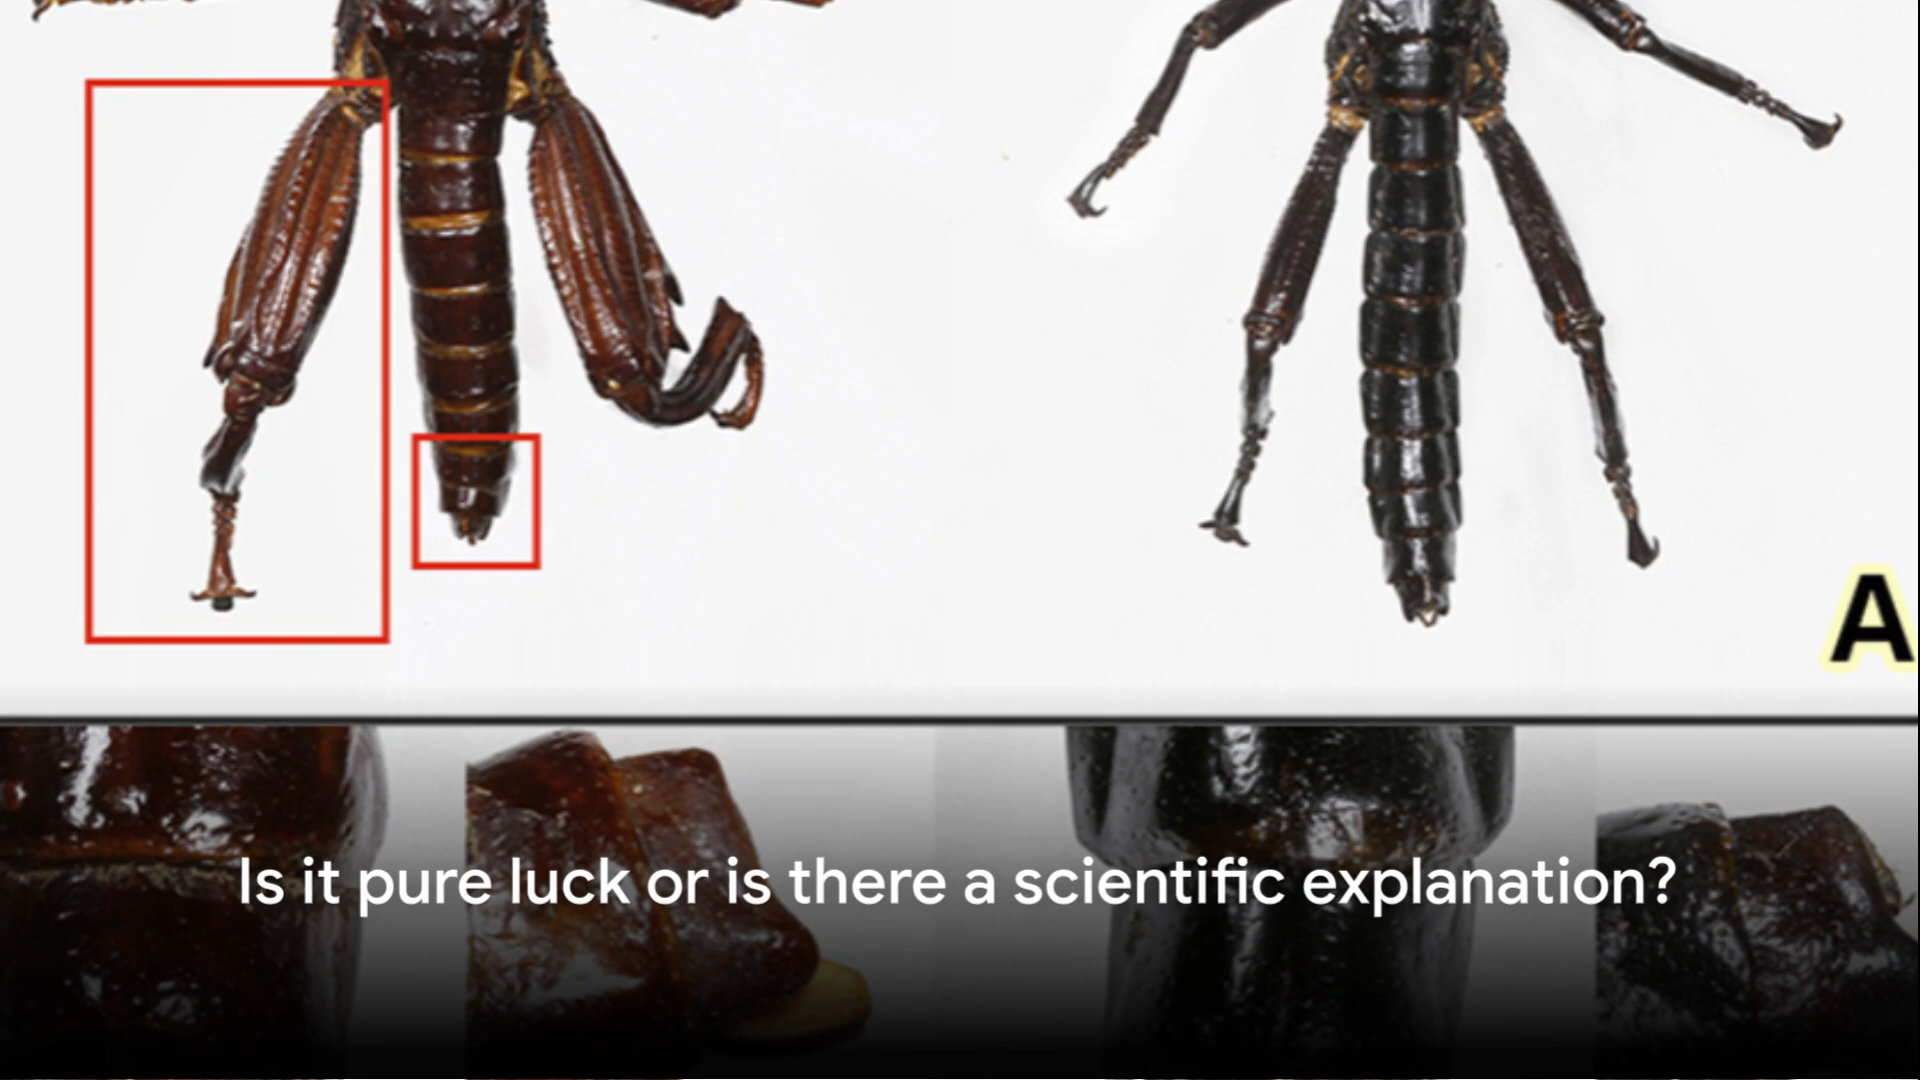 A
Is it pure luck or is there a scientific explanation?